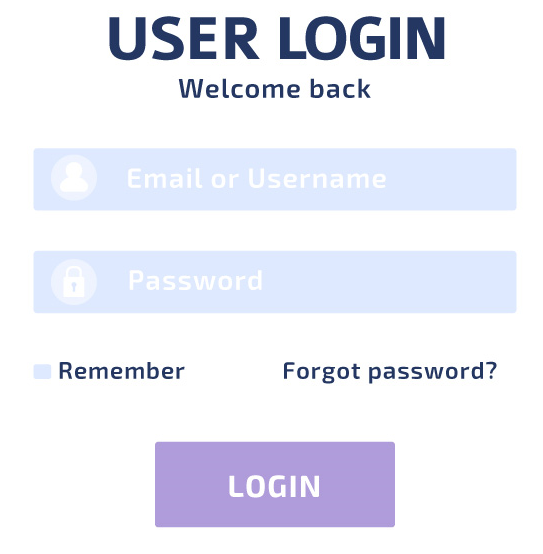 USER LOGIN
Welcome back
Email or Username
Password
Remember
Forgot password?
LOGIN